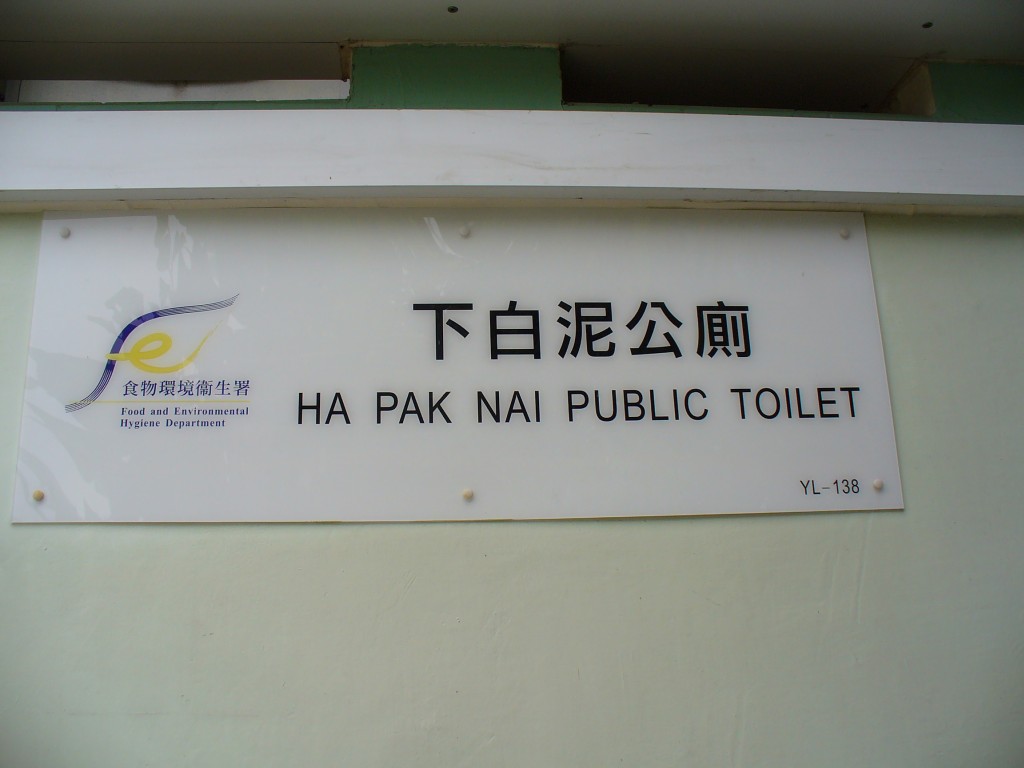 下白泥公廁
HA PAK NAI PUBLIC TOILET
食物環境衞生署
Food and Environmental
Hygiene Department
YL-138